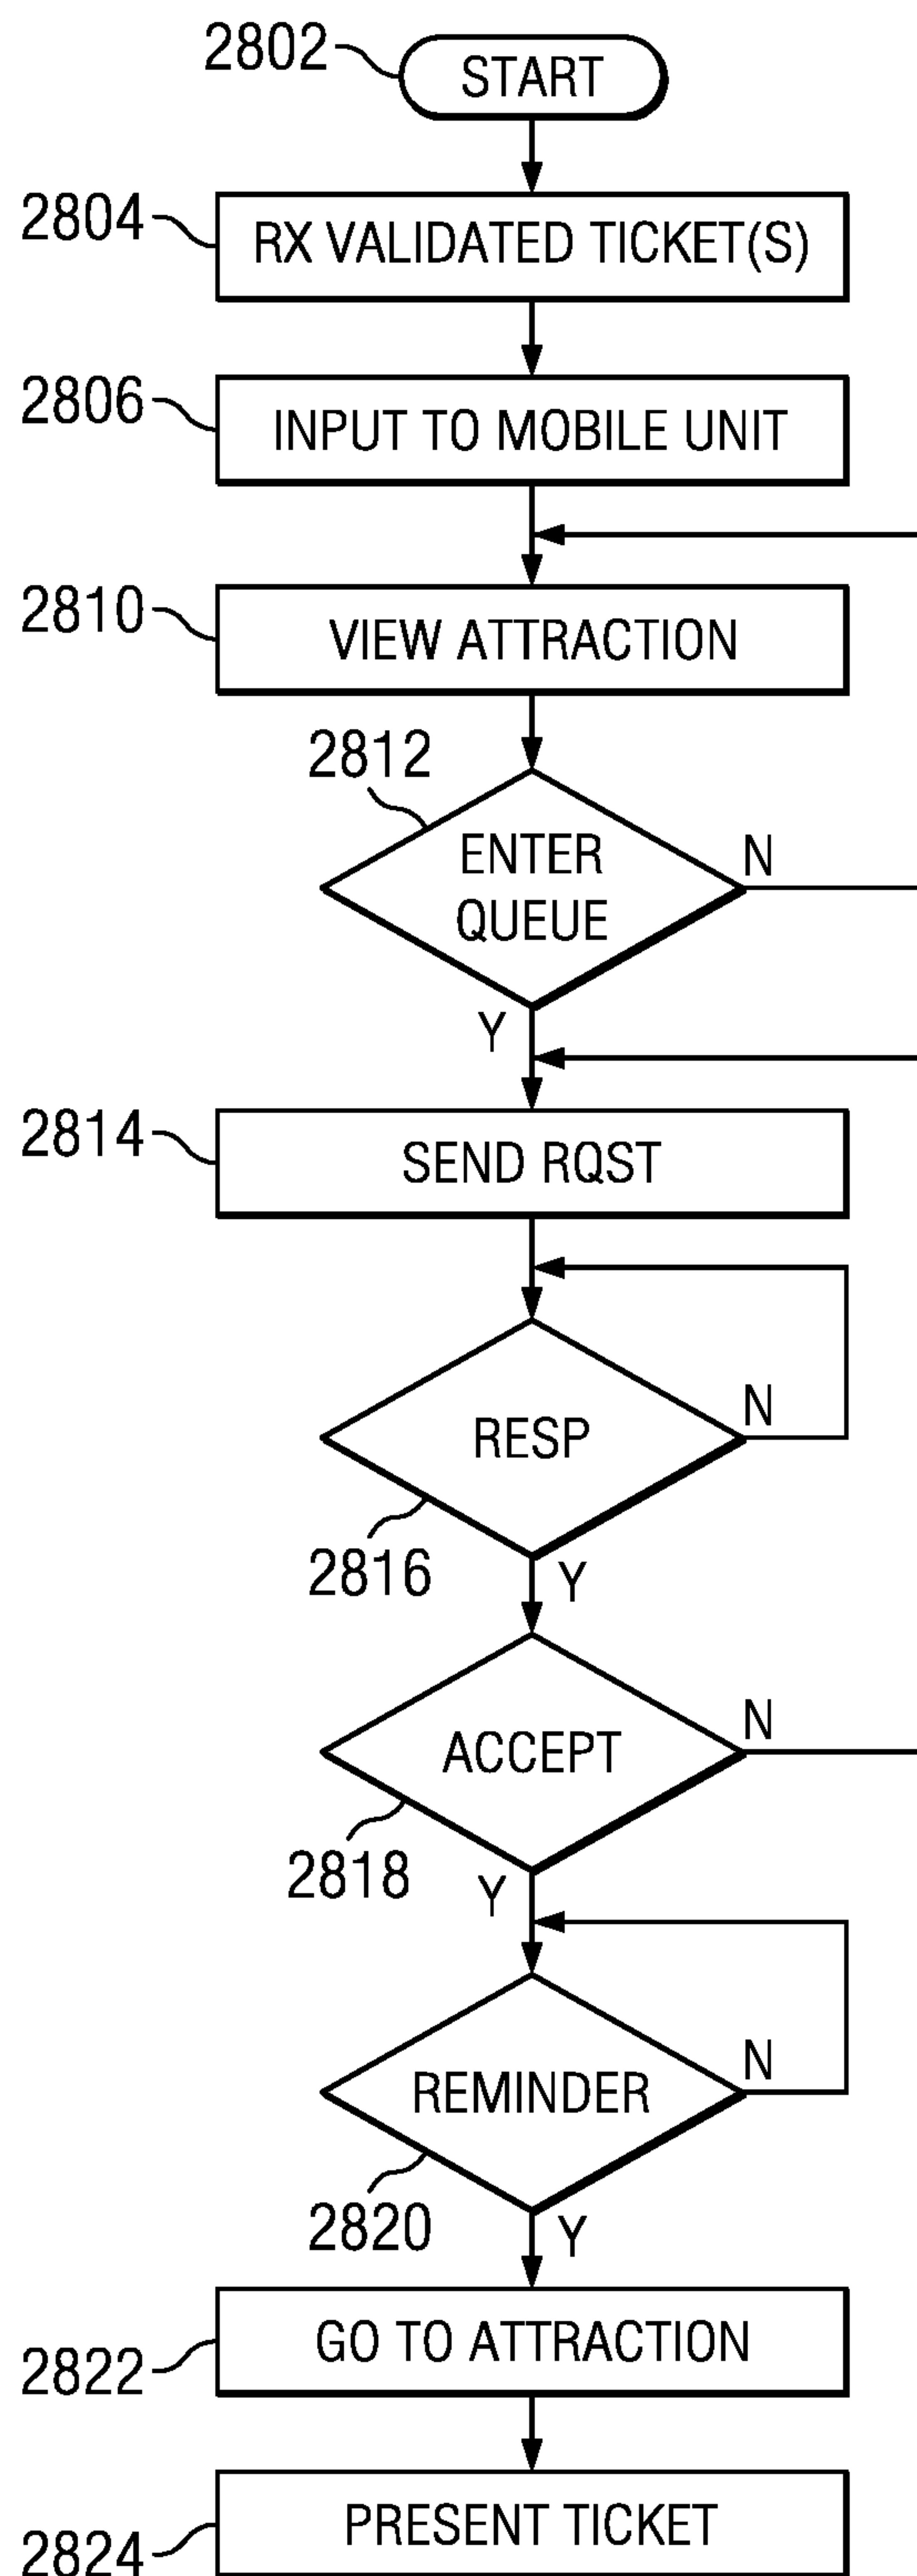 2802
START
2804
RX VALIDATED TICKET(S)
2806
INPUT TO MOBILE UNIT
2810
VIEW ATTRACTION
2812
ENTER
QUEUE
N
Y
2814
SEND RQST
RESP
N
2816
Y
ACCEPT
N
2818
Y
REMINDER
N
2820
Y
GO TO ATTRACTION
2822
PRESENT TICKET
2824